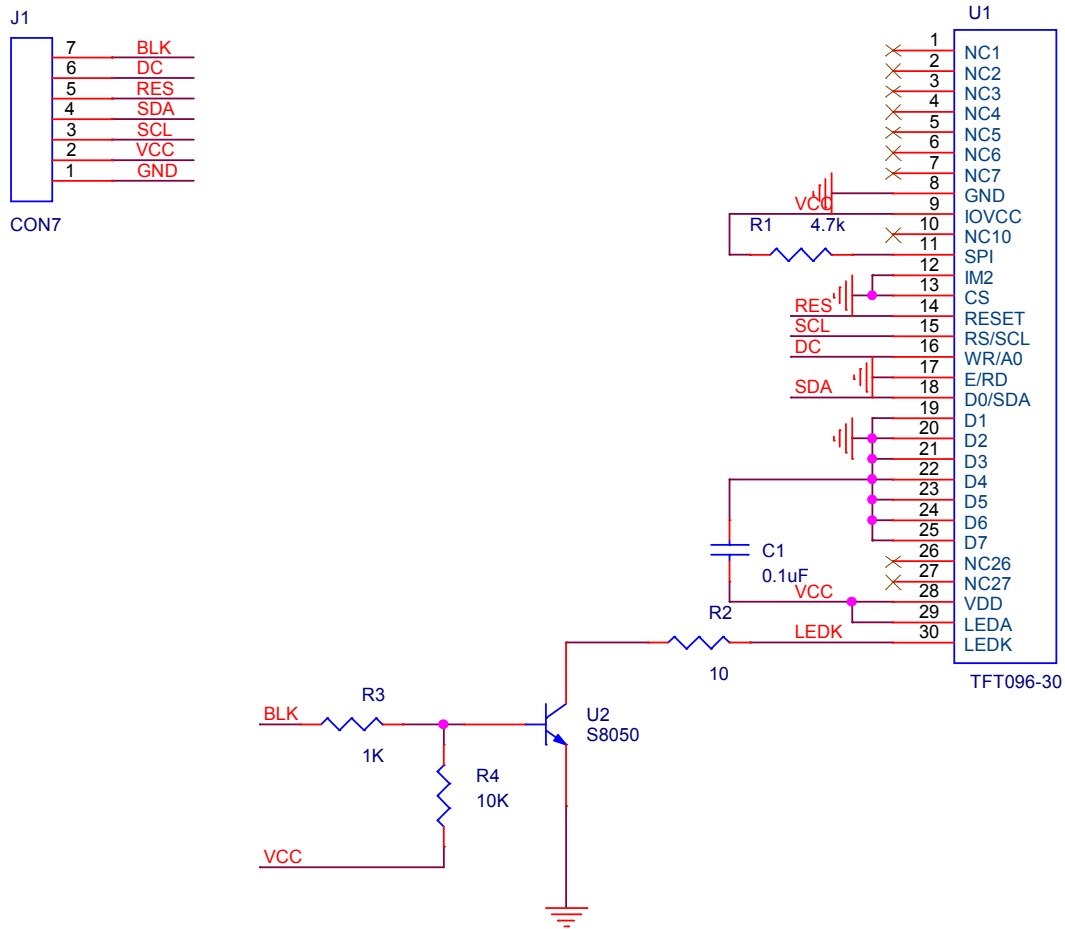 J1
7 BLK
6 DC
5 RES
4 SDA
3 SCL
2 VCC
1 GND
CON7
U1
1 NC1
2 NC2
3 NC3
4 NC4
5 NC5
6 NC6
7 NC7
8 GND
VCC 9 IOVCC
10 NC10
R1 4.7k
11 SPI
12 IM2
13 CS
RES 14 RESET
SCL 15 RS/SCL
DC 16 WR/A0
17 E/RD
SDA 18 D0/SDA
19 D1
20 D2
21 D3
22 D4
23 D5
24 D6
25 D7
26 NC26
27 NC27
C1
0.1uF
VCC 28 VDD
29 LEDA
LEDK 30 LEDK
TFT096-30
R2
10
R3
BLK
1K
U2
S8050
R4
10K
VCC